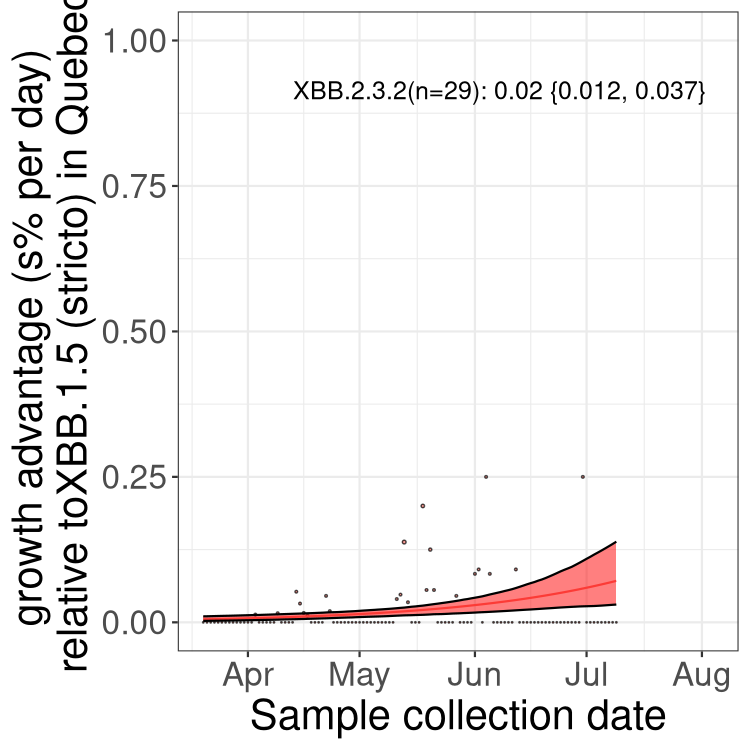 growth advantage (s% per day)
relative toXBB.1.5 (stricto) in Quebec
1.00
0.75
0.50
0.25
0.00
XBB.2.3.2(n=29): 0.02 {0.012, 0.037}
Apr May Jun Jul Aug
Sample collection date